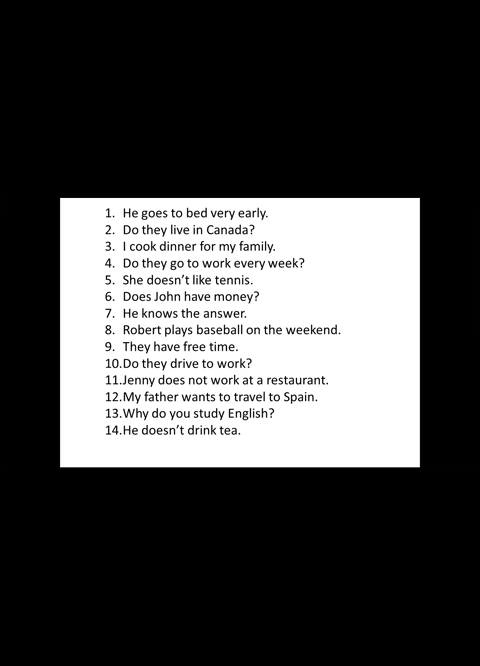 1. He goes to bed very early.
2. Do they live in Canada?
3. I cook dinner for my family.
4. Do they go to work every week?
5. She doesn’t like tennis.
6. Does John have money?
7. He knows the answer.
8. Robert plays baseball on the weekend.
9. They have free time.
10.Do they drive to work?
11.Jenny does not work at a restaurant.
12.My father wants to travel to Spain.
13.Why do you study English?
14.He doesn’t drink tea.